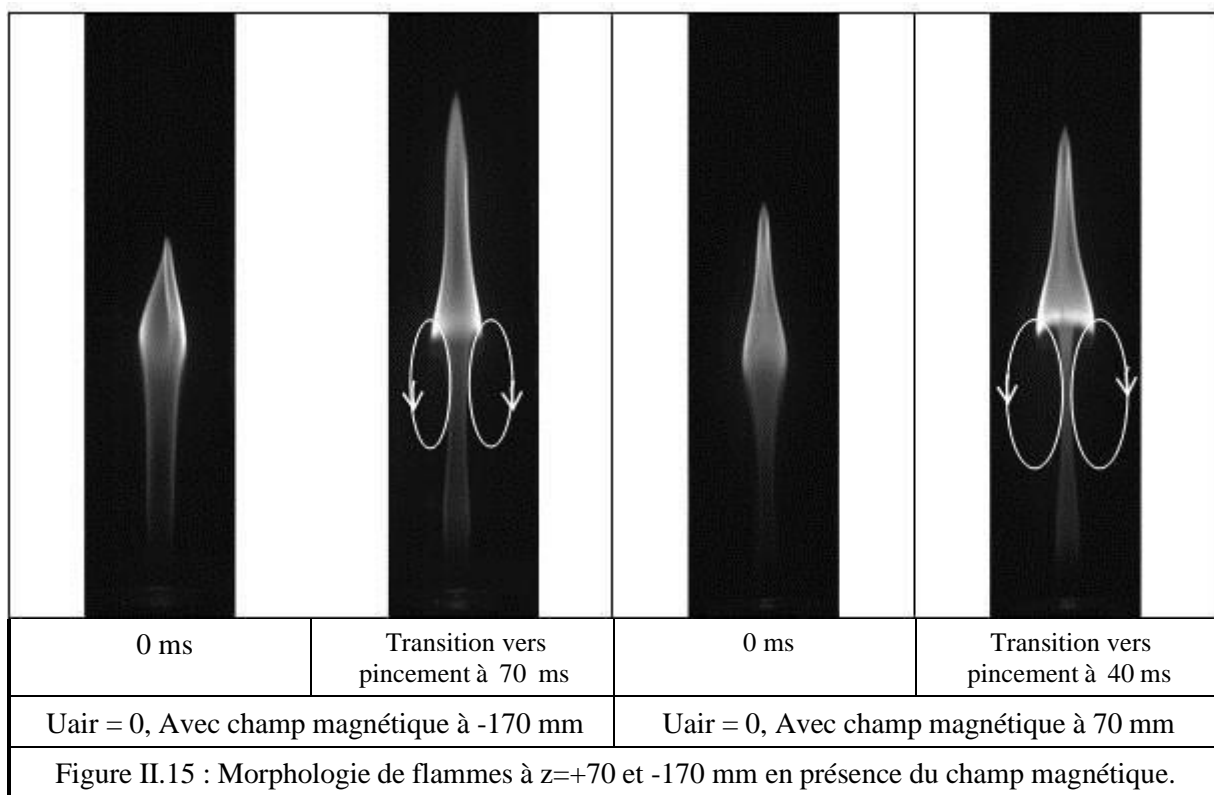 0 ms
Transition vers
pincement à 70 ms
0 ms
Transition vers
pincement à 40 ms
Uair = 0, Avec champ magnétique à -170 mm
Uair = 0, Avec champ magnétique à 70 mm
Figure II.15 : Morphologie de flammes à z=+70 et -170 mm en présence du champ magnétique.